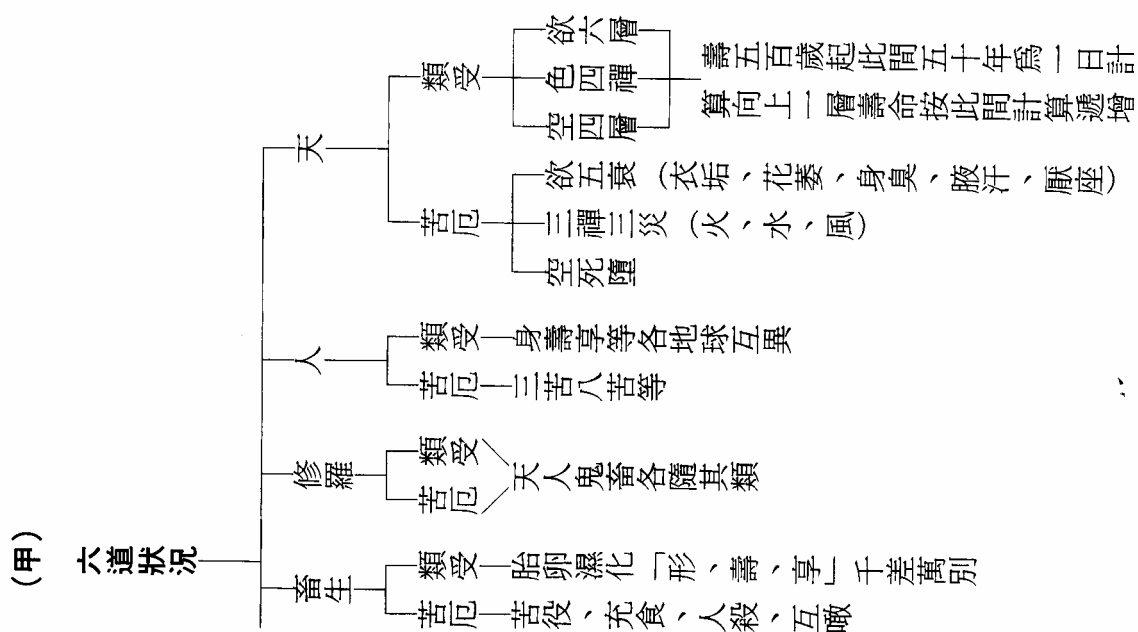 (甲)
六道狀況
天
類受
欲六層
色四禪
空四層
壽五百歲起此間五十年為一日計
算向上一層壽命按此間計算遞增
苦厄
欲五衰(衣垢、花萎、身臭、腋汗、厭座)
三禪三災(火、水、風)
空死墮
人
類受
身壽享等各地球互異
苦厄
三苦八苦等
修羅
類受
苦厄
天人鬼畜各隨其類
畜生
類受
胎卵濕化「形、壽、享」千差萬別
苦厄
苦役、充食、人殺、互噉